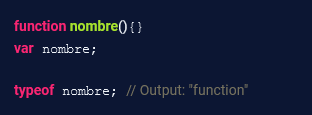 function nombre(){}
var nombre;
typeof nombre; // Output: "function"